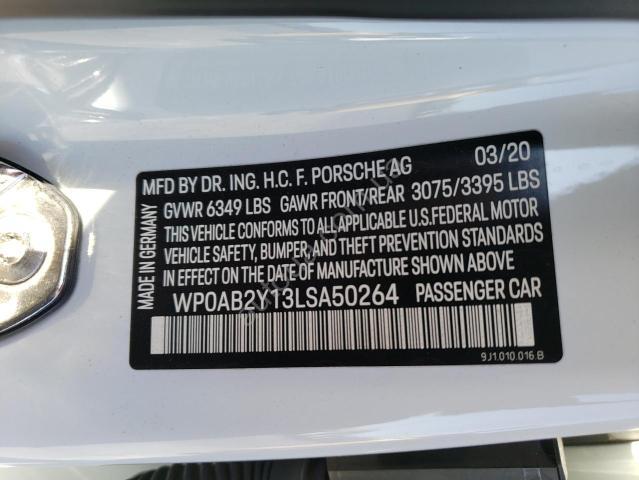 MFD BY DR. ING. H.C. F. PORSCHE AG 03/20
GVWR 6349 LBS GAWR FRONT/REAR 3075/3395 LBS
THIS VEHICLE CONFORMS TO ALL APPLICABLE U.S.FEDERAL MOTOR
VEHICLE SAFETY, BUMPER, AND THEFT PREVENTION STANDARDS
IN EFFECT ON THE DATE OF MANUFACTURE SHOWN ABOVE
WP0AB2Y13LSA50264 PASSENGER CAR
9J1.010.016.B
MADE IN GERMANY